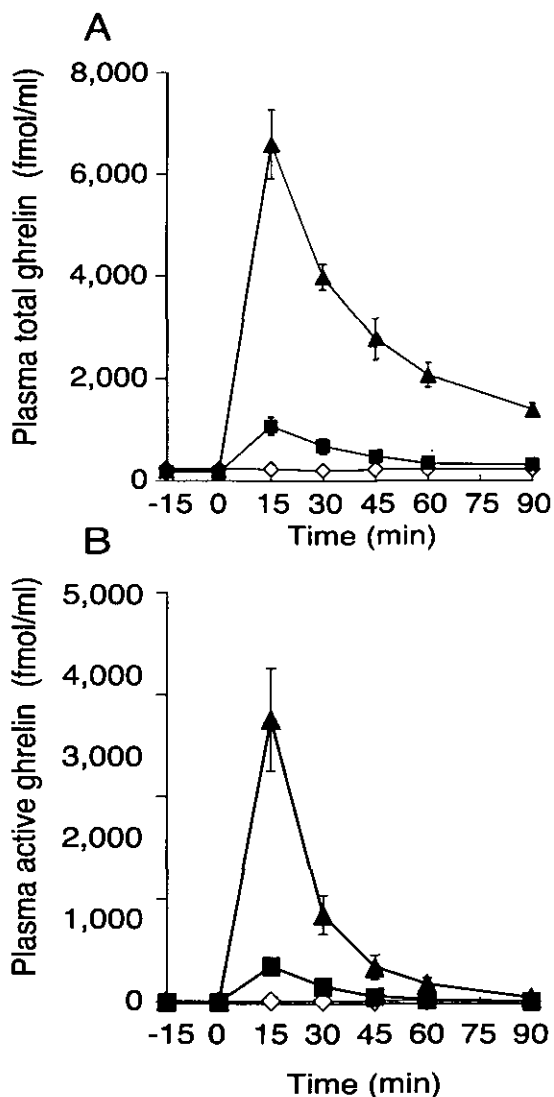 A
Plasma total ghrelin (fmol/ml)
8,000
6,000
4,000
2,000
0
-15 0 15 30 45 60 75 90
Time (min)
B
Plasma active ghrelin (fmol/ml)
5,000
4,000
3,000
2,000
1,000
0
-15 0 15 30 45 60 75 90
Time (min)